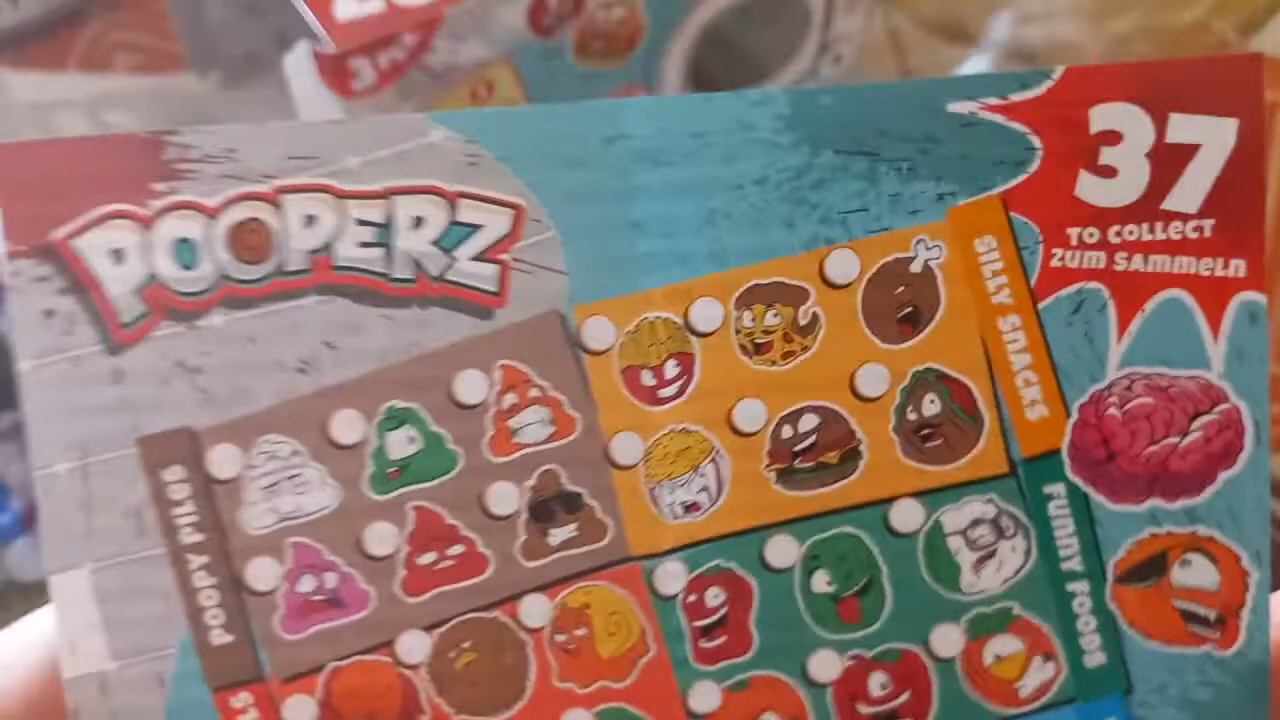 POOPERZ
37
TO COLLECT
ZUM SAMMELN
SILLY SNACKS
POOPY PILES
FUNNY FOODS